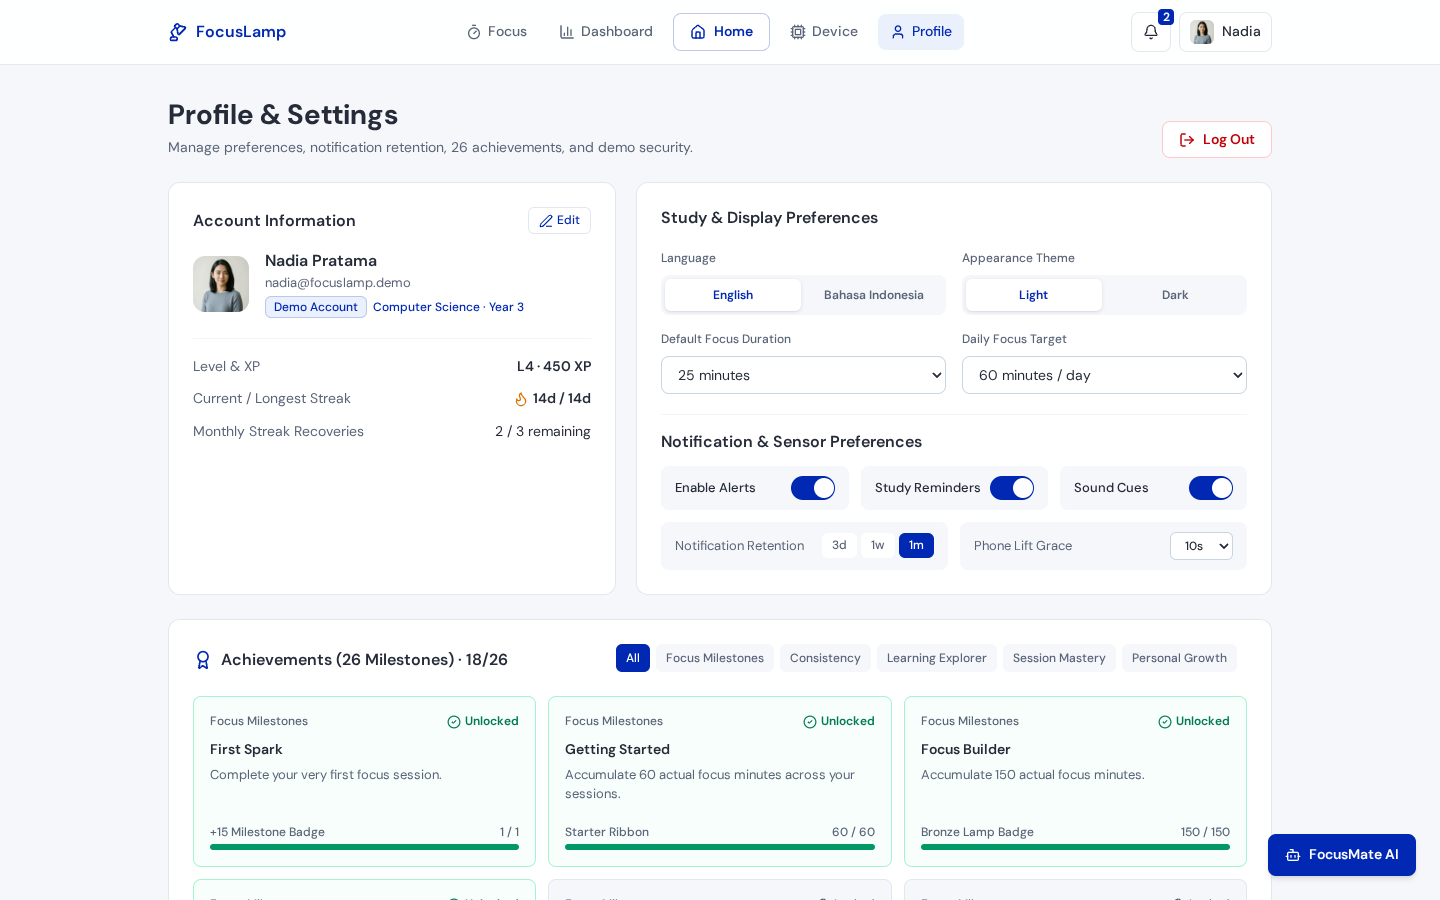 FocusLamp
Focus
Dashboard
Home
Device
Profile
2
Nadia
Profile & Settings
Manage preferences, notification retention, 26 achievements, and demo security.
Log Out
Account Information
Edit
Nadia Pratama
nadia@focuslamp.demo
Demo Account
Computer Science · Year 3
Level & XP
L4 · 450 XP
Current / Longest Streak
14d / 14d
Monthly Streak Recoveries
2 / 3 remaining
Study & Display Preferences
Language
English
Bahasa Indonesia
Appearance Theme
Light
Dark
Default Focus Duration
25 minutes
Daily Focus Target
60 minutes / day
Notification & Sensor Preferences
Enable Alerts
Study Reminders
Sound Cues
Notification Retention
3d
1w
1m
Phone Lift Grace
10s
Achievements (26 Milestones) · 18/26
All
Focus Milestones
Consistency
Learning Explorer
Session Mastery
Personal Growth
Focus Milestones
Unlocked
First Spark
Complete your very first focus session.
+15 Milestone Badge
1 / 1
Focus Milestones
Unlocked
Getting Started
Accumulate 60 actual focus minutes across your
sessions.
Starter Ribbon
60 / 60
Focus Milestones
Unlocked
Focus Builder
Accumulate 150 actual focus minutes.
Bronze Lamp Badge
150 / 150
FocusMate AI